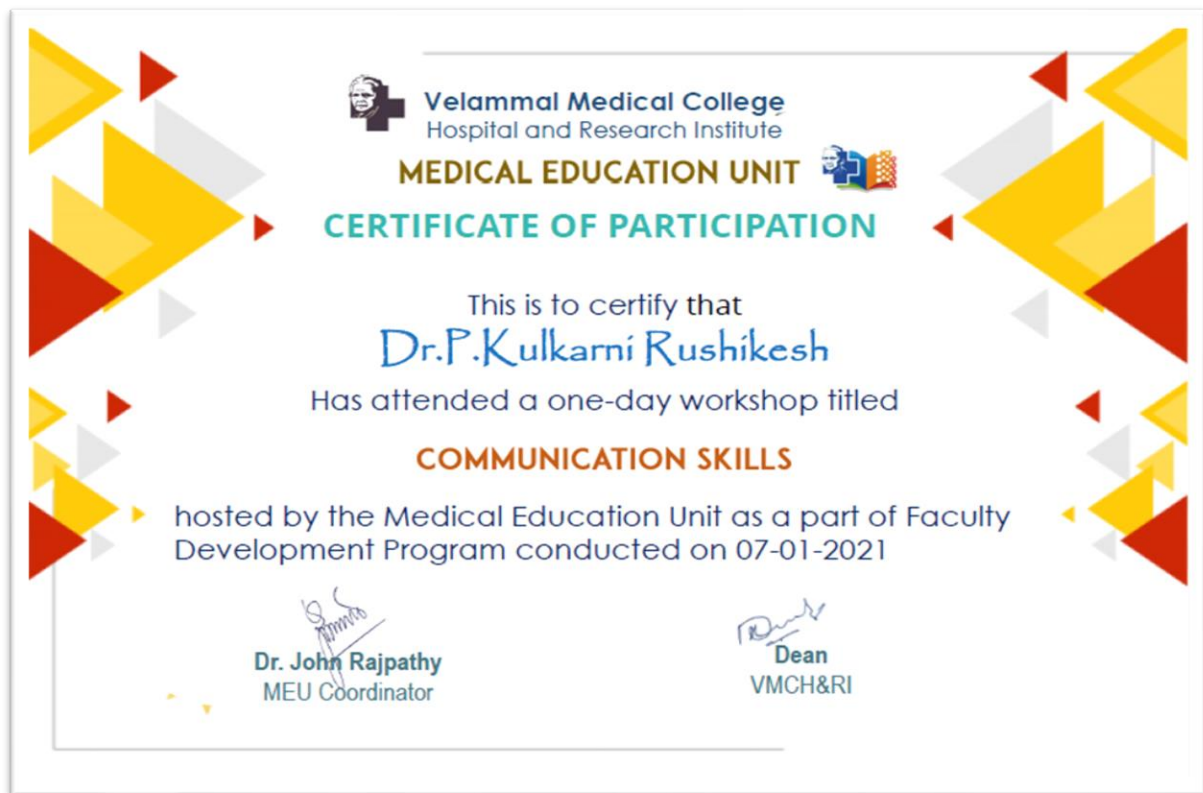 Velammal Medical College
Hospital and Research Institute
MEDICAL EDUCATION UNIT
CERTIFICATE OF PARTICIPATION
This is to certify that
Dr.P.Kulkarni Rushikesh
Has attended a one-day workshop titled
COMMUNICATION SKILLS
hosted by the Medical Education Unit as a part of Faculty
Development Program conducted on 07-01-2021
Dr. John Rajpathy
MEU Coordinator
Dean
VMCH&RI